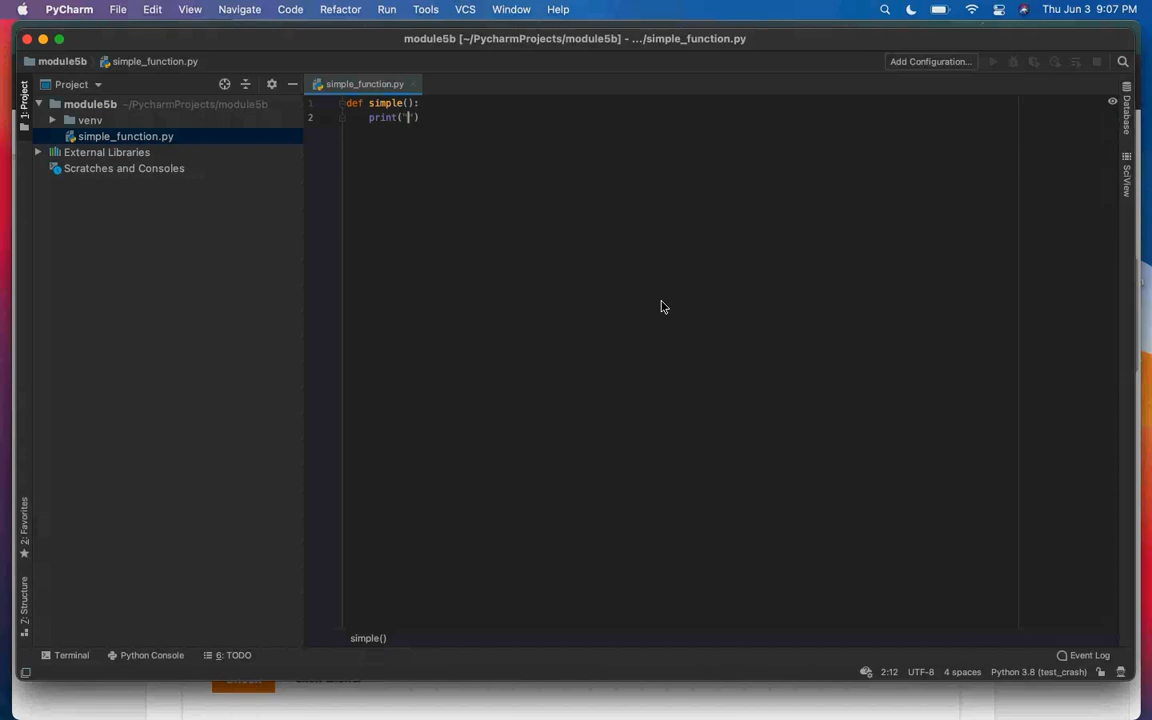 PyCharm File Edit View Navigate Code Refactor Run Tools VCS Window Help Thu Jun 3 9:07 PM
module5b [~/PycharmProjects/module5b] - .../simple_function.py
module5b simple_function.py Add Configuration...
1: Project
Project
simple_function.py
module5b ~/PycharmProjects/module5b
venv
simple_function.py
External Libraries
Scratches and Consoles
1 def simple():
2 print("")
Database
SciView
2: Favorites
Z: Structure
simple()
Terminal Python Console 6: TODO Event Log
2:12 UTF-8 4 spaces Python 3.8 (test_crash)